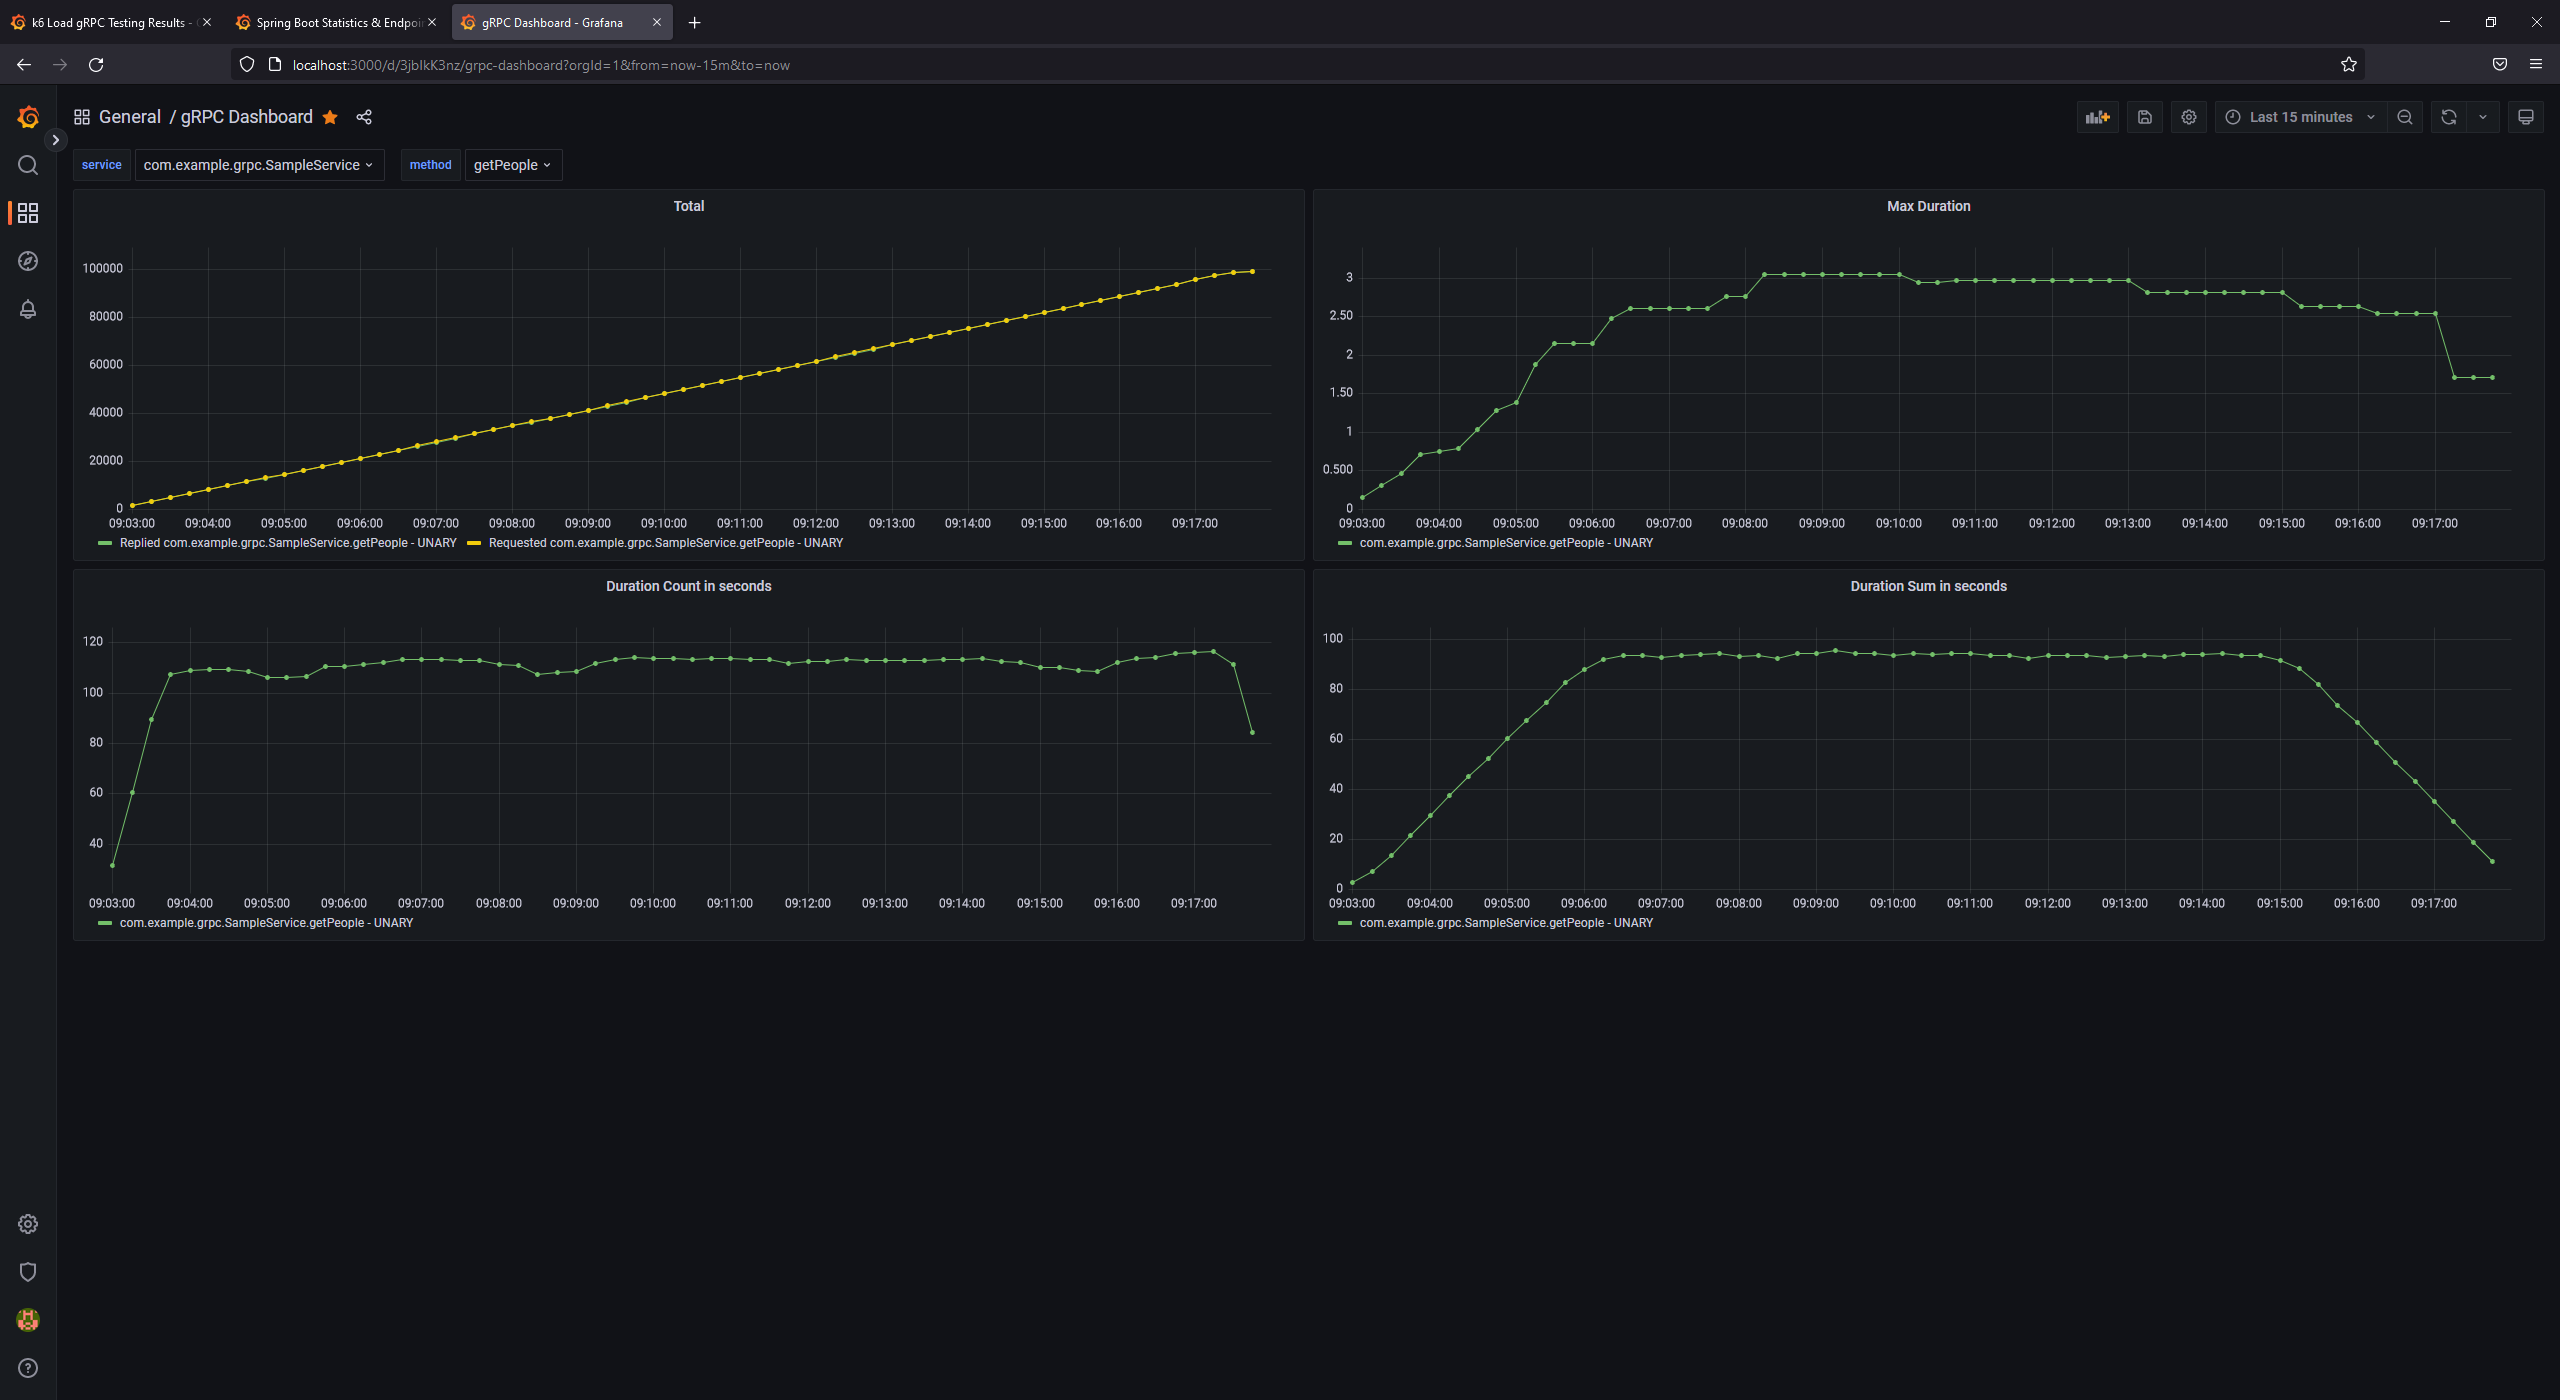 k6 Load gRPC Testing Results -
Spring Boot Statistics & Endpoi
gRPC Dashboard - Grafana
localhost:3000/d/3jbIkK3nz/grpc-dashboard?orgId=1&from=now-15m&to=now
General / gRPC Dashboard
Last 15 minutes
service com.example.grpc.SampleService method getPeople
Total
100000
80000
60000
40000
20000
0
09:03:00 09:04:00 09:05:00 09:06:00 09:07:00 09:08:00 09:09:00 09:10:00 09:11:00 09:12:00 09:13:00 09:14:00 09:15:00 09:16:00 09:17:00
Replied com.example.grpc.SampleService.getPeople - UNARY Requested com.example.grpc.SampleService.getPeople - UNARY
Max Duration
3
2.50
2
1.50
1
0.500
0
09:03:00 09:04:00 09:05:00 09:06:00 09:07:00 09:08:00 09:09:00 09:10:00 09:11:00 09:12:00 09:13:00 09:14:00 09:15:00 09:16:00 09:17:00
com.example.grpc.SampleService.getPeople - UNARY
Duration Count in seconds
120
100
80
60
40
09:03:00 09:04:00 09:05:00 09:06:00 09:07:00 09:08:00 09:09:00 09:10:00 09:11:00 09:12:00 09:13:00 09:14:00 09:15:00 09:16:00 09:17:00
com.example.grpc.SampleService.getPeople - UNARY
Duration Sum in seconds
100
80
60
40
20
0
09:03:00 09:04:00 09:05:00 09:06:00 09:07:00 09:08:00 09:09:00 09:10:00 09:11:00 09:12:00 09:13:00 09:14:00 09:15:00 09:16:00 09:17:00
com.example.grpc.SampleService.getPeople - UNARY